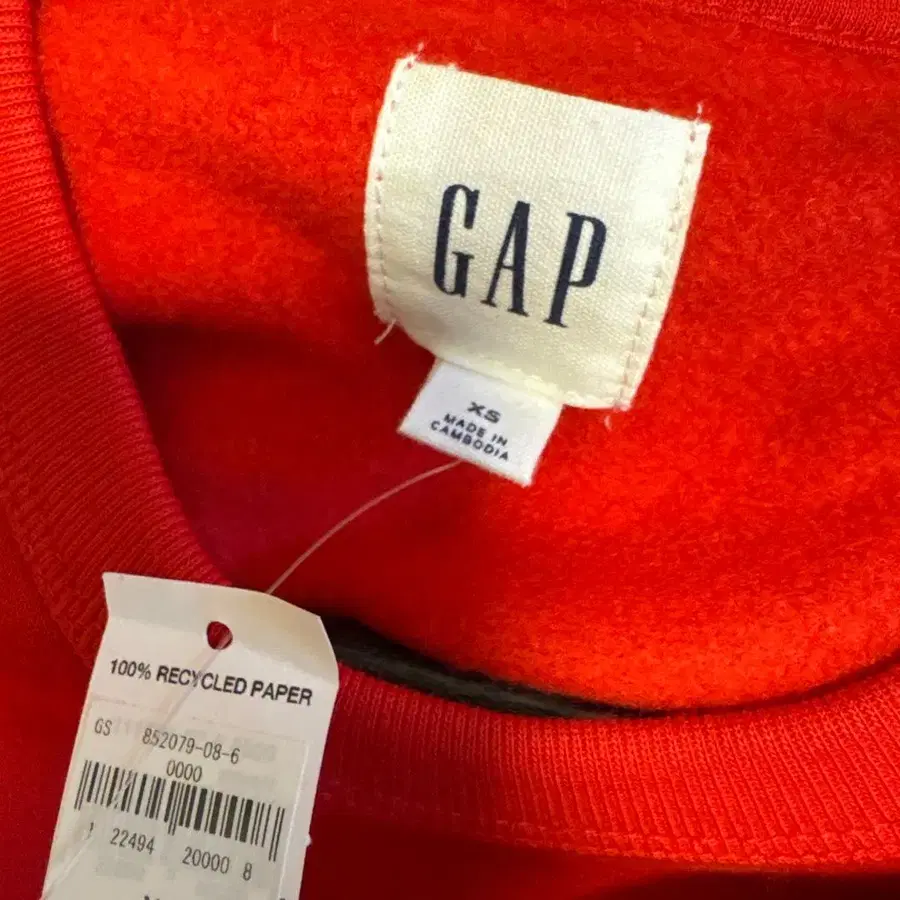 GAP
XS
MADE IN
CAMBODIA
100% RECYCLED PAPER
GS 852079-08-6
0000
1 22494 20000 8